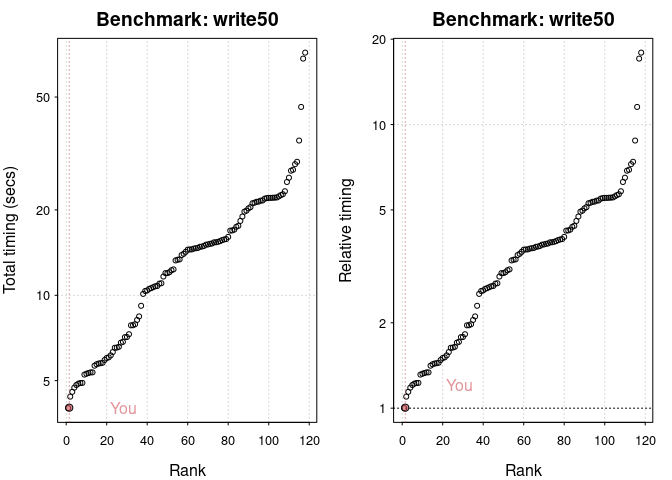 Benchmark: write50
Total timing (secs)
50
20
10
5
You
0 20 40 60 80 100 120
Rank
Benchmark: write50
Relative timing
20
10
5
2
1
You
0 20 40 60 80 100 120
Rank